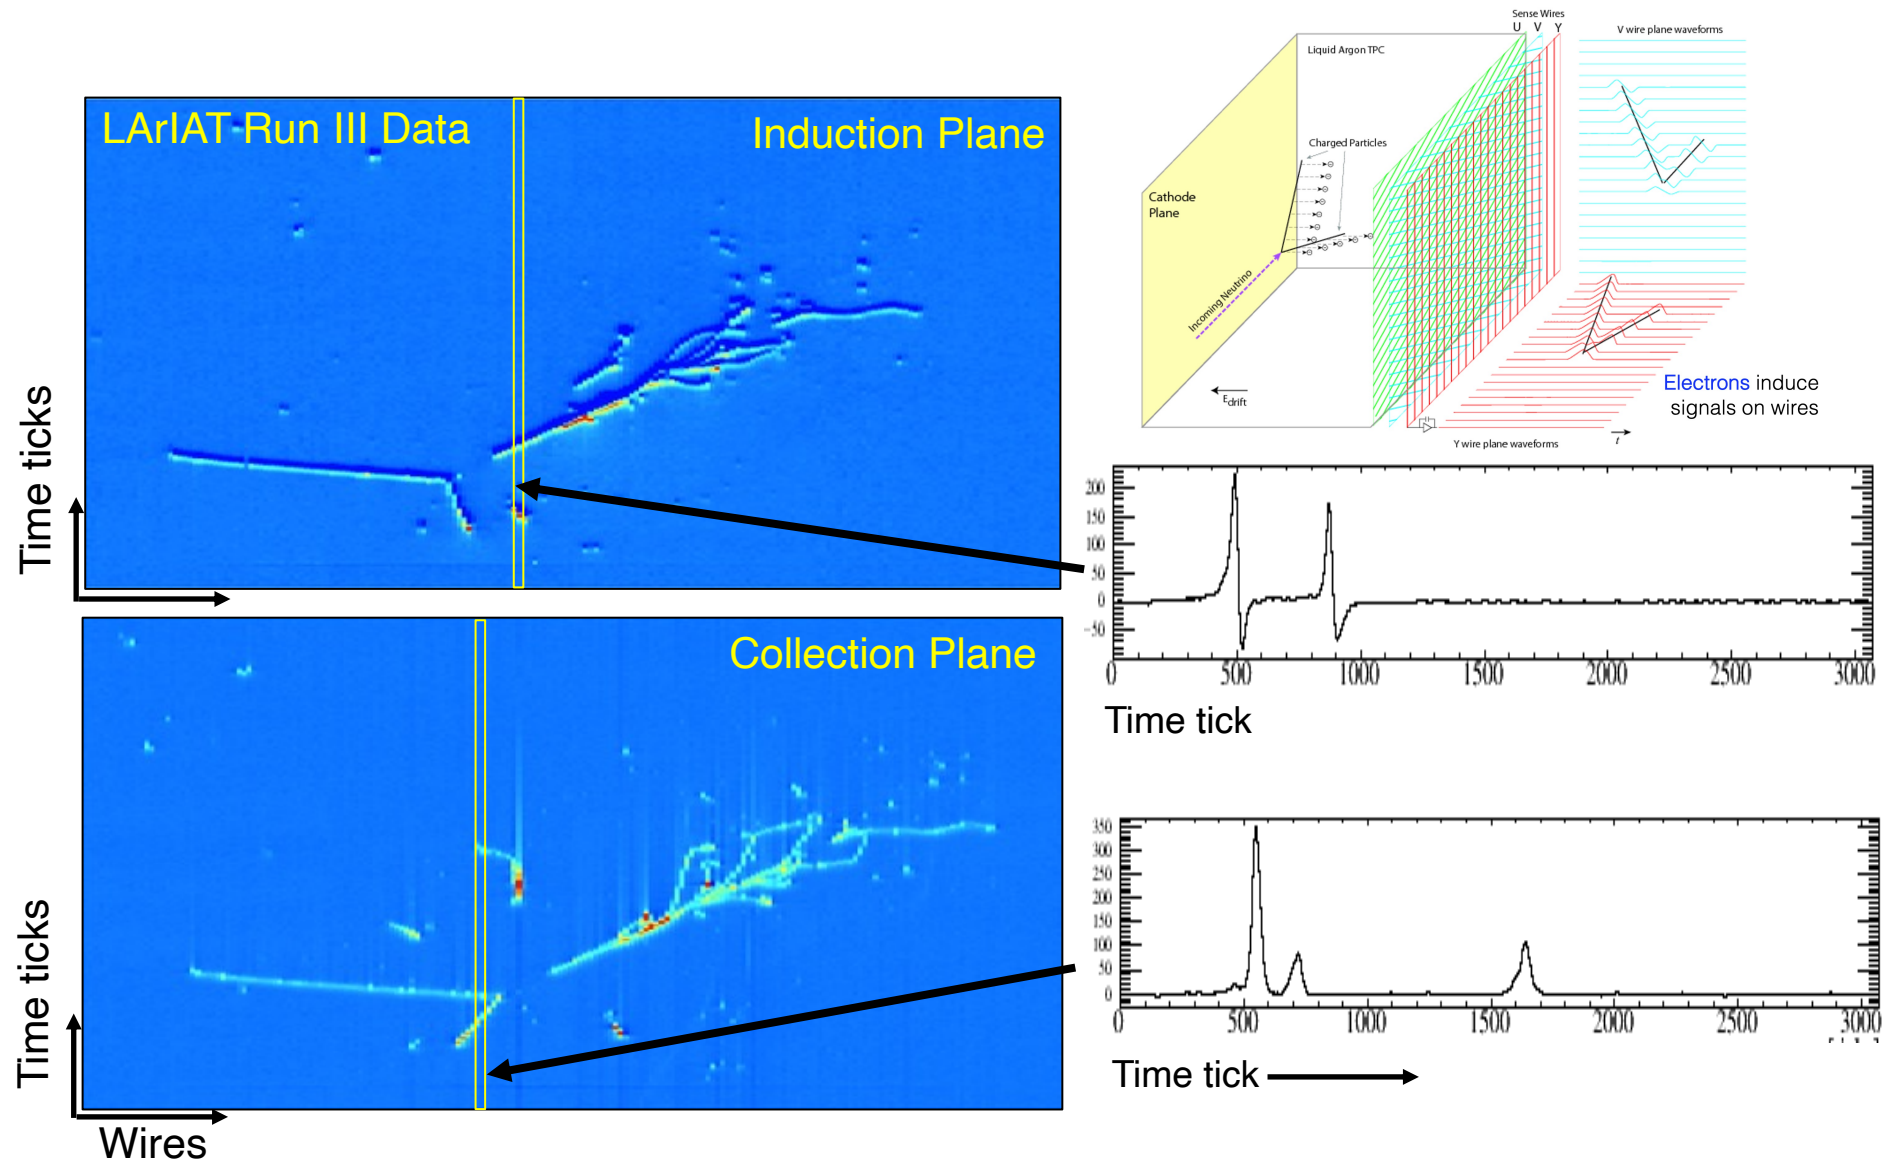 LArIAT Run III Data
Induction Plane
Time ticks
Collection Plane
Time ticks
Wires
Sense Wires
U V Y
V wire plane waveforms
Liquid Argon TPC
Charged Particles
Cathode
Plane
Incoming Neutrino
Edrift
Electrons induce
signals on wires
Y wire plane waveforms
t
200
150
100
50
0
-50
0 500 1000 1500 2000 2500 3000
Time tick
350
300
250
200
150
100
50
0
0 500 1000 1500 2000 2500 3000
Time tick